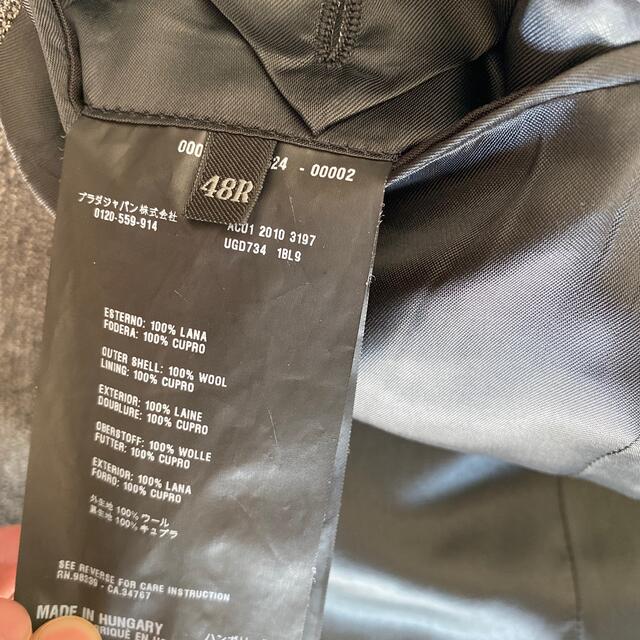 000 24 - 00002
48R
プラダジャパン株式会社
0120-559-914
AC01 2010 3197
UGD734 1BL9
ESTERNO: 100% LANA
FODERA: 100% CUPRO
OUTER SHELL: 100% WOOL
LINING: 100% CUPRO
EXTERIOR: 100% LAINE
DOUBLURE: 100% CUPRO
OBERSTOFF: 100% WOLLE
FUTTER: 100% CUPRO
EXTERIOR: 100% LANA
FORRO: 100% CUPRO
外生地 100% ウール
裏生地 100% キュプラ
SEE REVERSE FOR CARE INSTRUCTION
RN.98339 - CA.34767
MADE IN HUNGARY